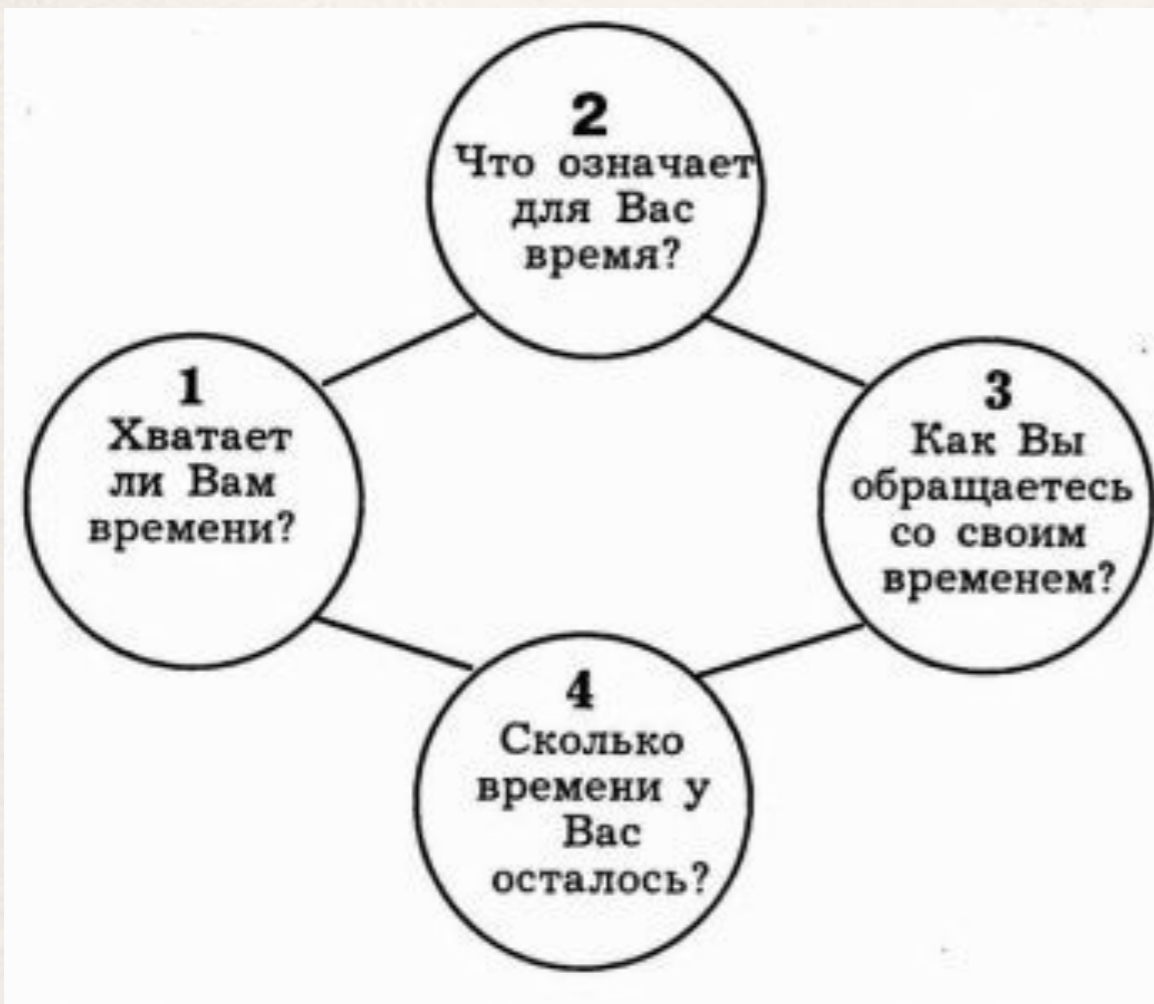 1
Хватает
ли Вам
времени?
2
Что означает
для Вас
время?
3
Как Вы
обращаетесь
со своим
временем?
4
Сколько
времени у
Вас
осталось?